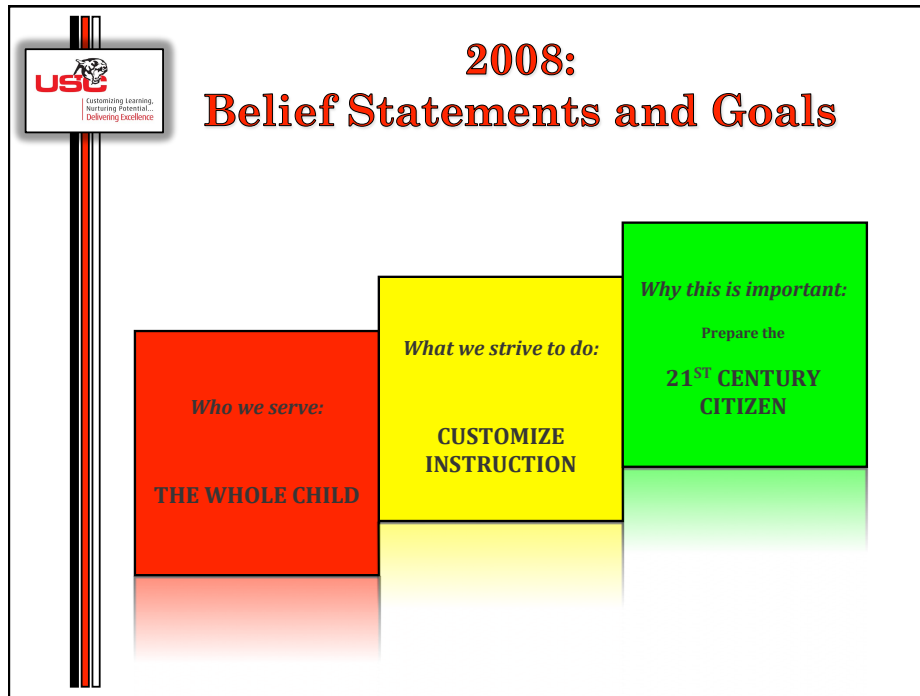 2008:
Belief Statements and Goals
USC
Customizing Learning,
Nurturing Potential...
Delivering Excellence
Who we serve:
THE WHOLE CHILD
What we strive to do:
CUSTOMIZE
INSTRUCTION
Why this is important:
Prepare the
21ST CENTURY
CITIZEN